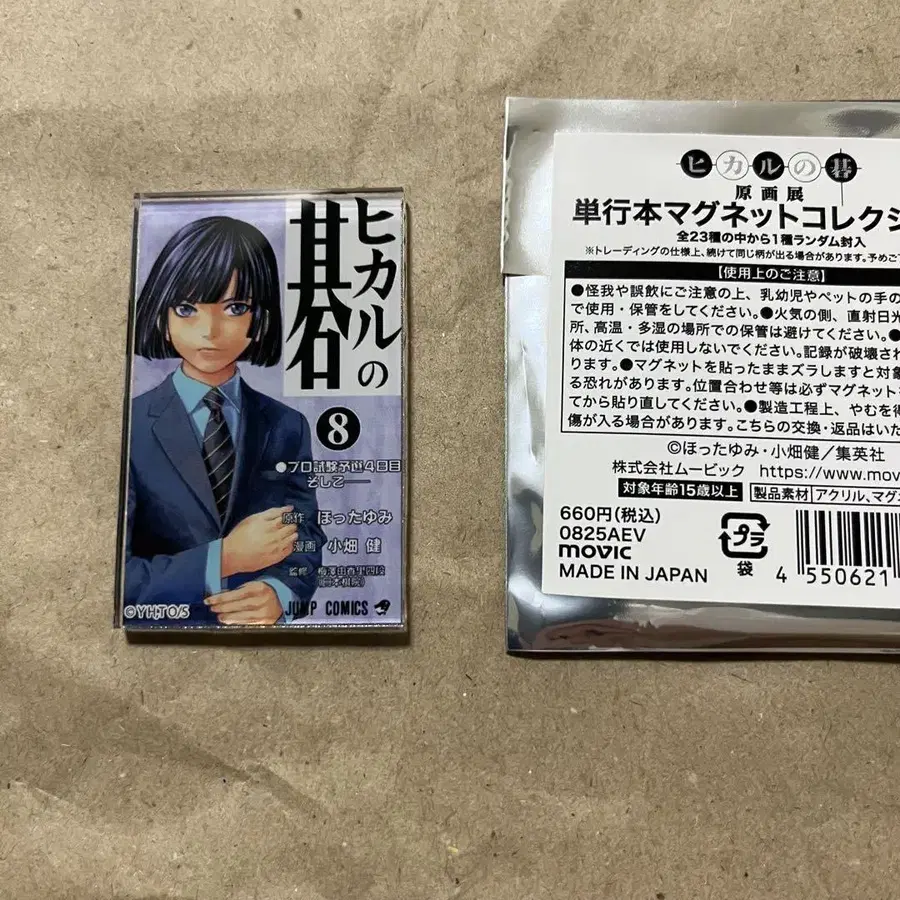 ヒカルの
碁
8
●プロ試験予選4日目
そして──
原作 ほったゆみ
漫画 小畑 健
監修／梅澤由香里四段
(日本棋院)
JUMP COMICS
©YH,TO/S
ヒカルの碁
原画展
単行本マグネットコレクシ
全23種の中から1種ランダム封入
※トレーディングの仕様上、続けて同じ柄が出る場合があります。予めご
【使用上のご注意】
●怪我や誤飲にご注意の上、乳幼児やペットの手の
で使用・保管をしてください。●火気の側、直射日光
所、高温・多湿の場所での保管は避けてください。●
体の近くでは使用しないでください。記録が破壊され
ります。●マグネットを貼ったままズラしますと対象
る恐れがあります。位置合わせ等は必ずマグネット
てから貼り直してください。●製造工程上、やむを得
傷が入る場合があります。こちらの交換・返品はいた
©ほったゆみ・小畑健／集英社
株式会社ムービック https://www.mov
対象年齢15歳以上 製品素材 アクリル、マグ
660円(税込)
0825AEV
movic
MADE IN JAPAN
プラ
袋
4 550621